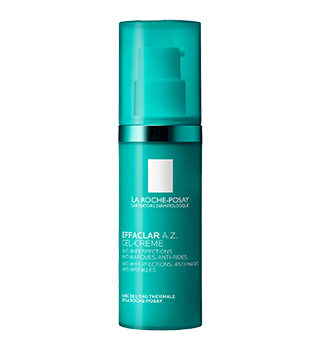 LA ROCHE-POSAY
LABORATOIRE DERMATOLOGIQUE
EFFACLAR A.Z.
GEL-CRÈME
ANTI-IMPERFECTIONS,
ANTI-MARQUES, ANTI-RIDES
ANTI-IMPERFECTIONS, ANTI-MARKS,
ANTI-WRINKLES
AVEC DE L'EAU THERMALE
DE LA ROCHE-POSAY